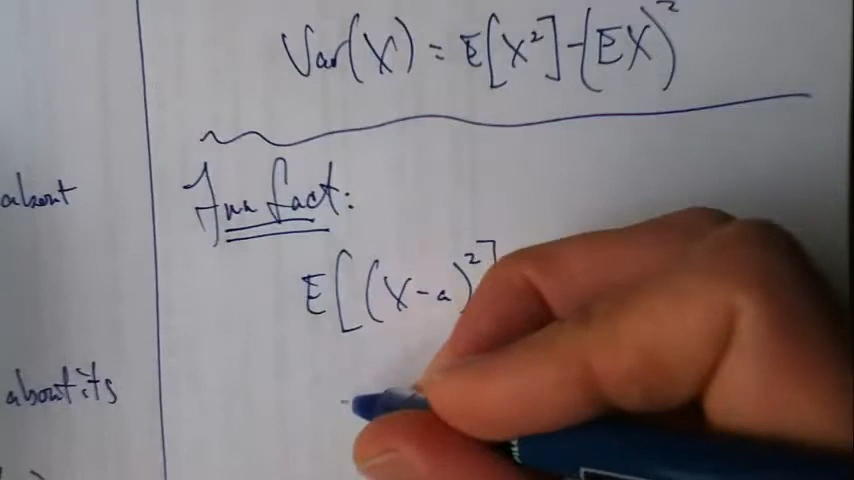 Var(X) = E[X²] - (EX)²
about
Fun fact:
E[(X-a)²]
about its